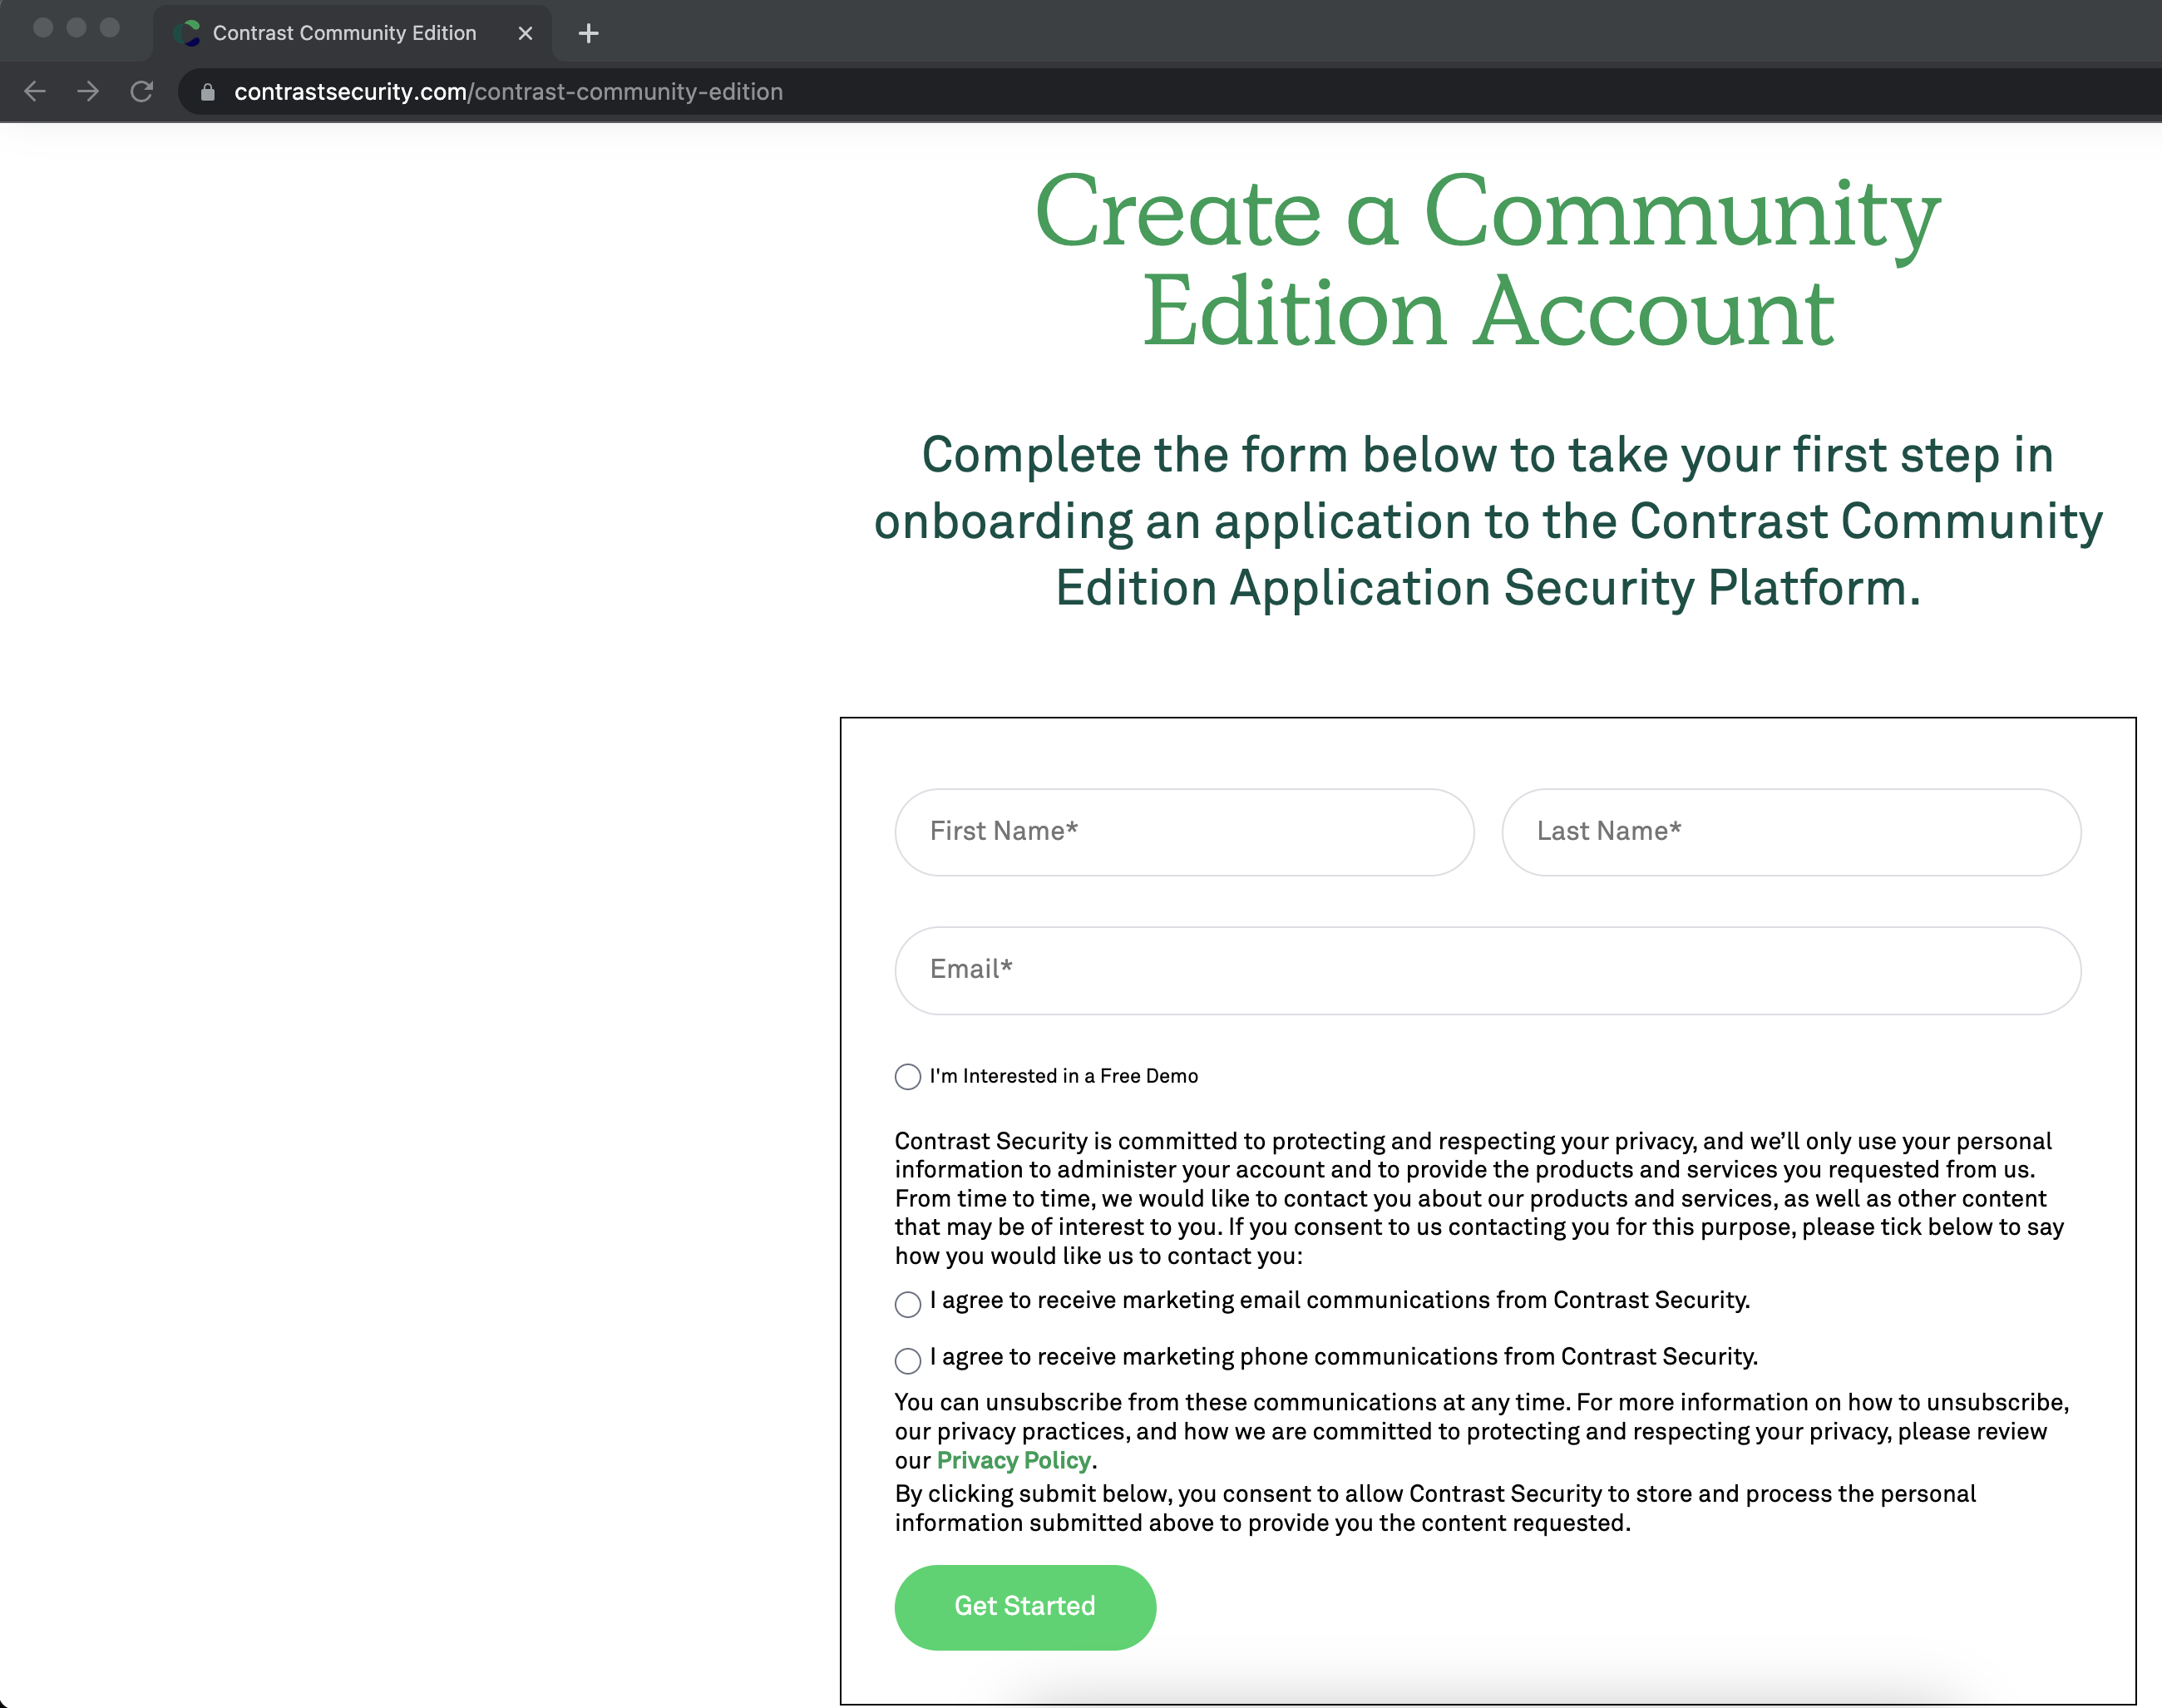 Contrast Community Edition
contrastsecurity.com/contrast-community-edition
Create a Community
Edition Account
Complete the form below to take your first step in
onboarding an application to the Contrast Community
Edition Application Security Platform.
First Name* Last Name*
Email*
I'm Interested in a Free Demo
Contrast Security is committed to protecting and respecting your privacy, and we’ll only use your personal
information to administer your account and to provide the products and services you requested from us.
From time to time, we would like to contact you about our products and services, as well as other content
that may be of interest to you. If you consent to us contacting you for this purpose, please tick below to say
how you would like us to contact you:
I agree to receive marketing email communications from Contrast Security.
I agree to receive marketing phone communications from Contrast Security.
You can unsubscribe from these communications at any time. For more information on how to unsubscribe,
our privacy practices, and how we are committed to protecting and respecting your privacy, please review
our Privacy Policy.
By clicking submit below, you consent to allow Contrast Security to store and process the personal
information submitted above to provide you the content requested.
Get Started